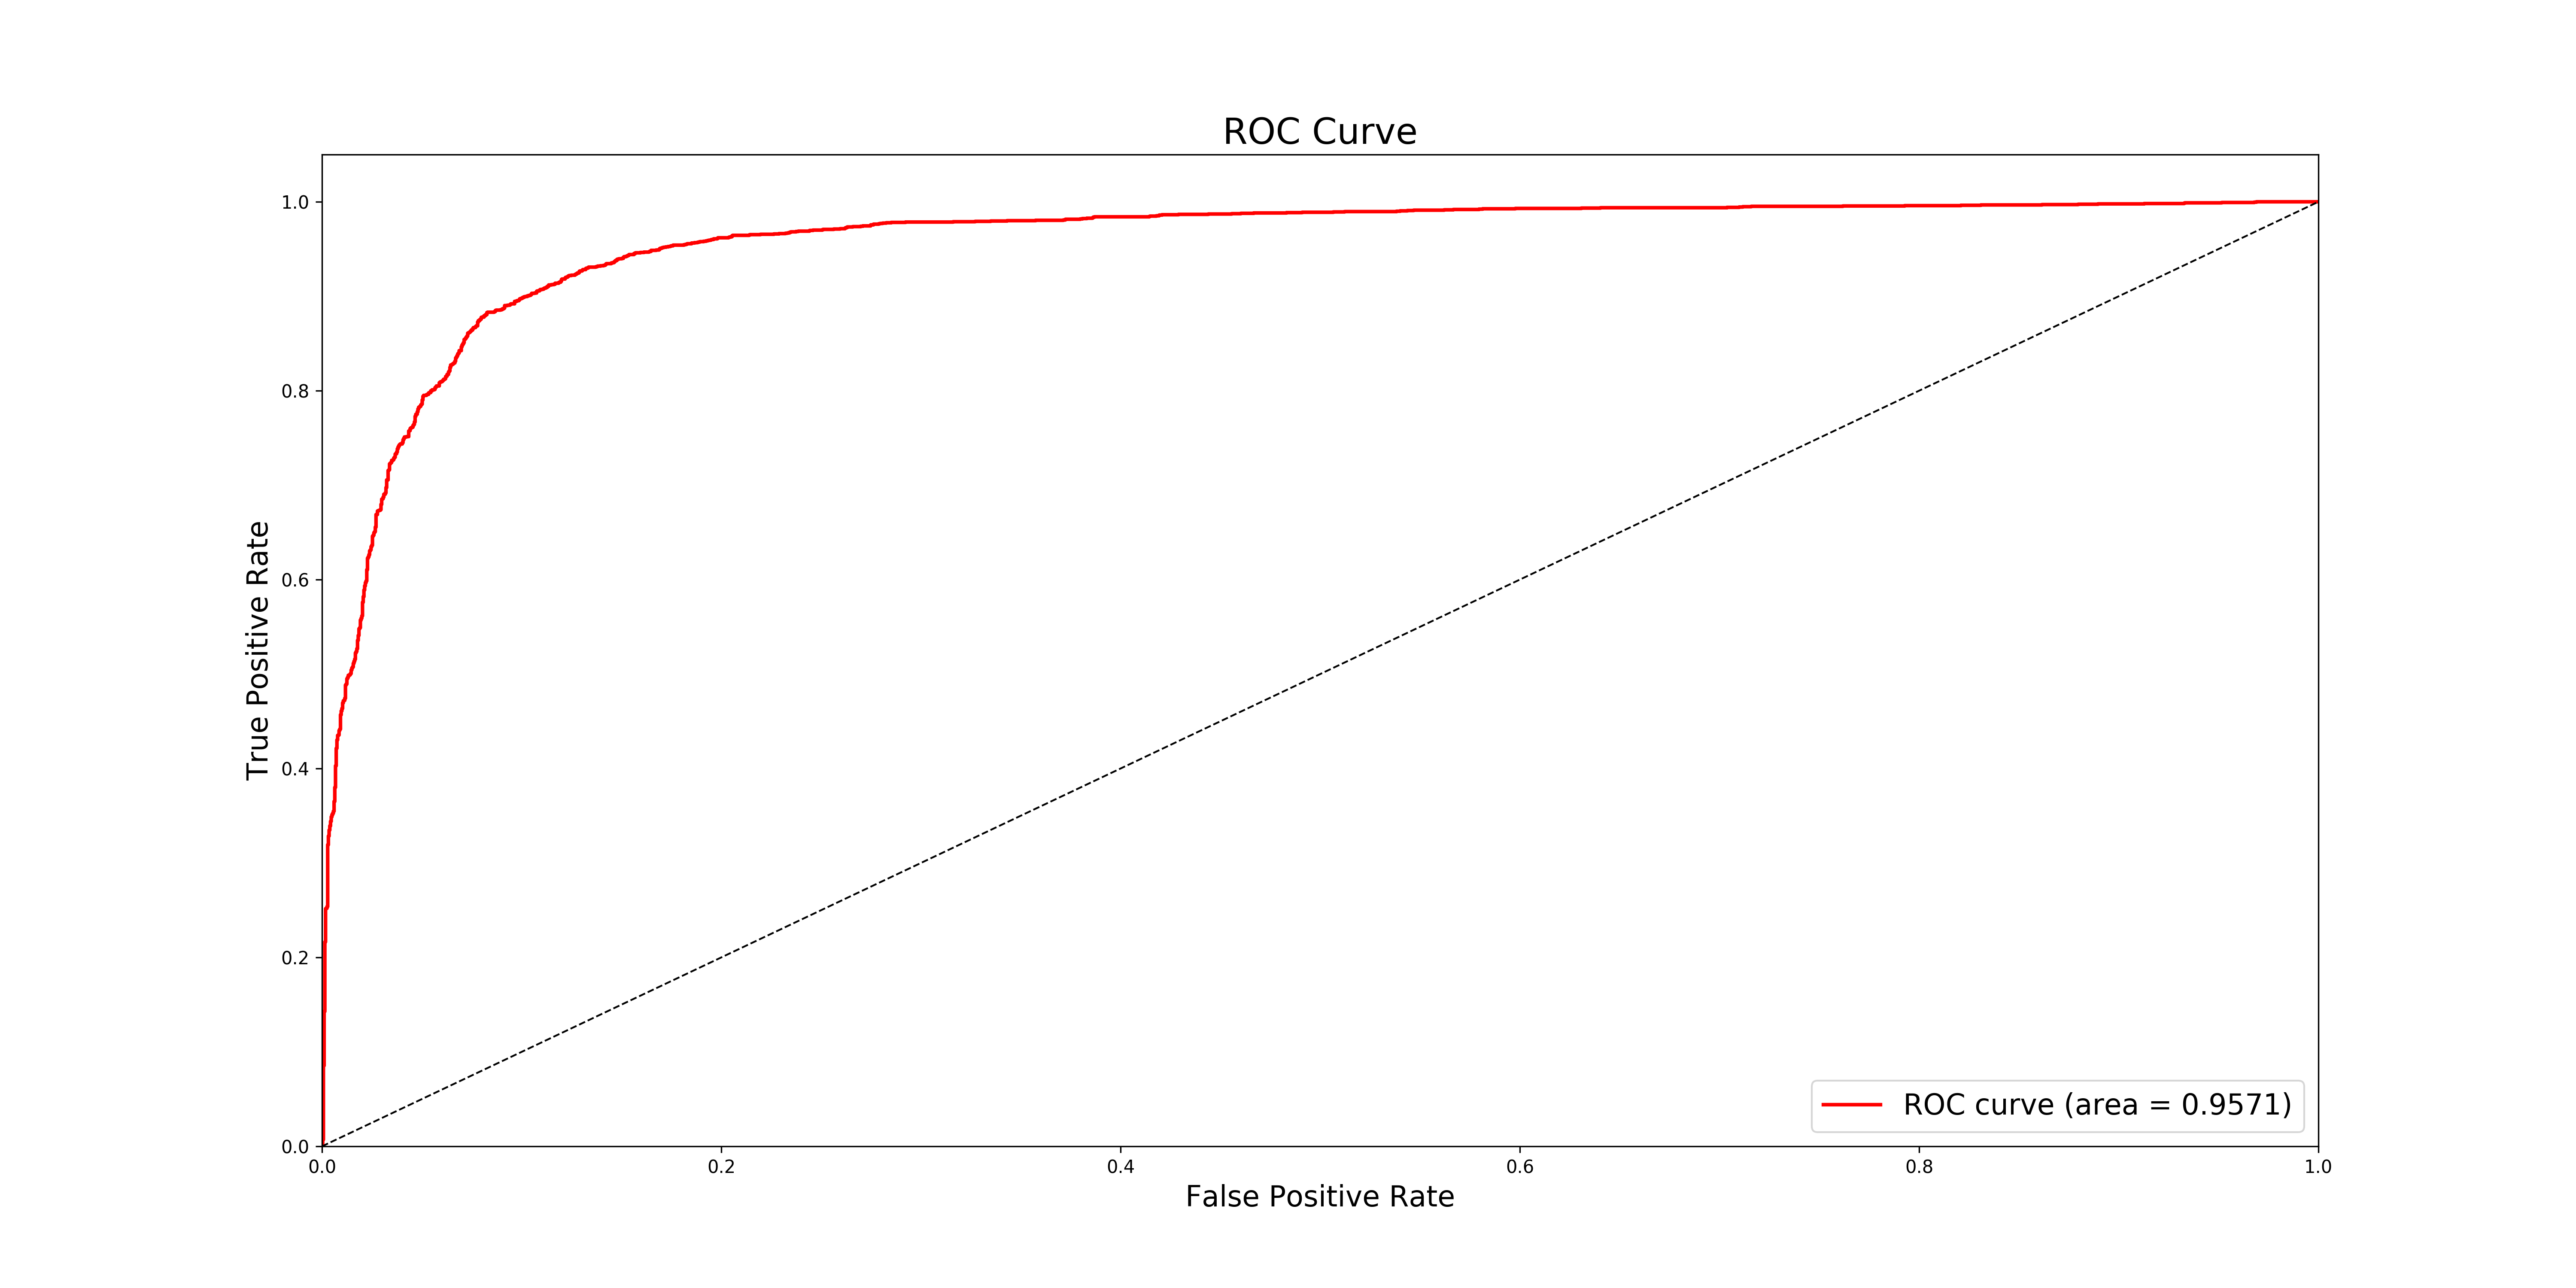 ROC Curve
1.0
0.8
0.6
0.4
0.2
0.0
True Positive Rate
0.0 0.2 0.4 0.6 0.8 1.0
False Positive Rate
ROC curve (area = 0.9571)